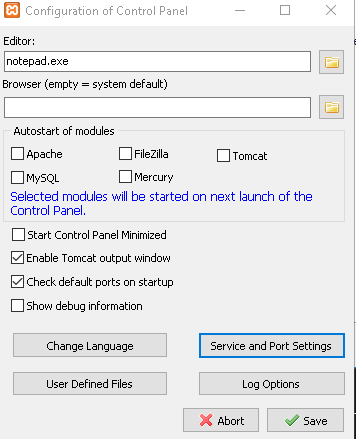 Configuration of Control Panel
Editor:
notepad.exe
Browser (empty = system default)
Autostart of modules
Apache
FileZilla
Tomcat
MySQL
Mercury
Selected modules will be started on next launch of the
Control Panel.
Start Control Panel Minimized
Enable Tomcat output window
Check default ports on startup
Show debug information
Change Language
Service and Port Settings
User Defined Files
Log Options
Abort
Save